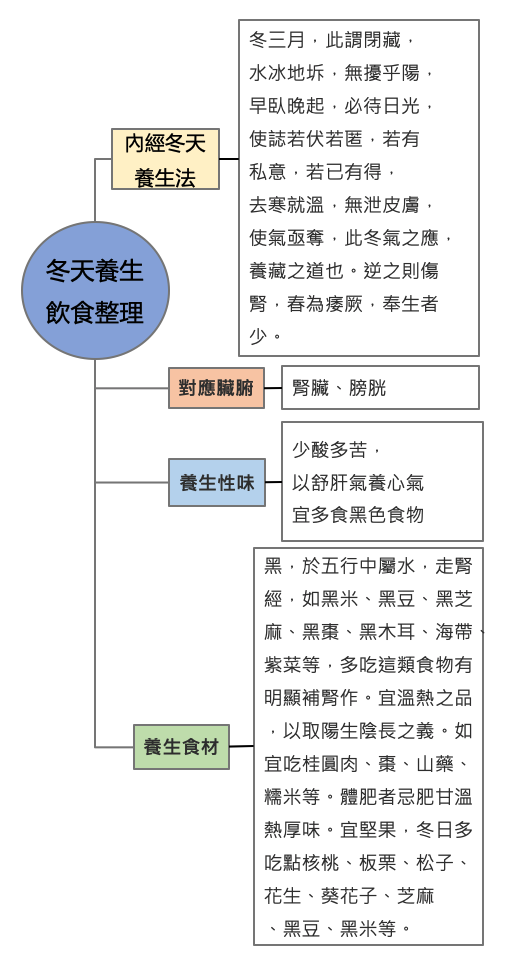 冬天養生
飲食整理
內經冬天
養生法
冬三月，此謂閉藏，
水冰地坼，無擾乎陽，
早臥晚起，必待日光，
使誌若伏若匿，若有
私意，若已有得，
去寒就溫，無泄皮膚，
使氣亟奪，此冬氣之應，
養藏之道也。逆之則傷
腎，春為痿厥，奉生者
少。
對應臟腑
腎臟、膀胱
養生性味
少酸多苦，
以舒肝氣養心氣
宜多食黑色食物
養生食材
黑，於五行中屬水，走腎
經，如黑米、黑豆、黑芝
麻、黑棗、黑木耳、海帶、
紫菜等，多吃這類食物有
明顯補腎作。宜溫熱之品
，以取陽生陰長之義。如
宜吃桂圓肉、棗、山藥、
糯米等。體肥者忌肥甘溫
熱厚味。宜堅果，冬日多
吃點核桃、板栗、松子、
花生、葵花子、芝麻
、黑豆、黑米等。